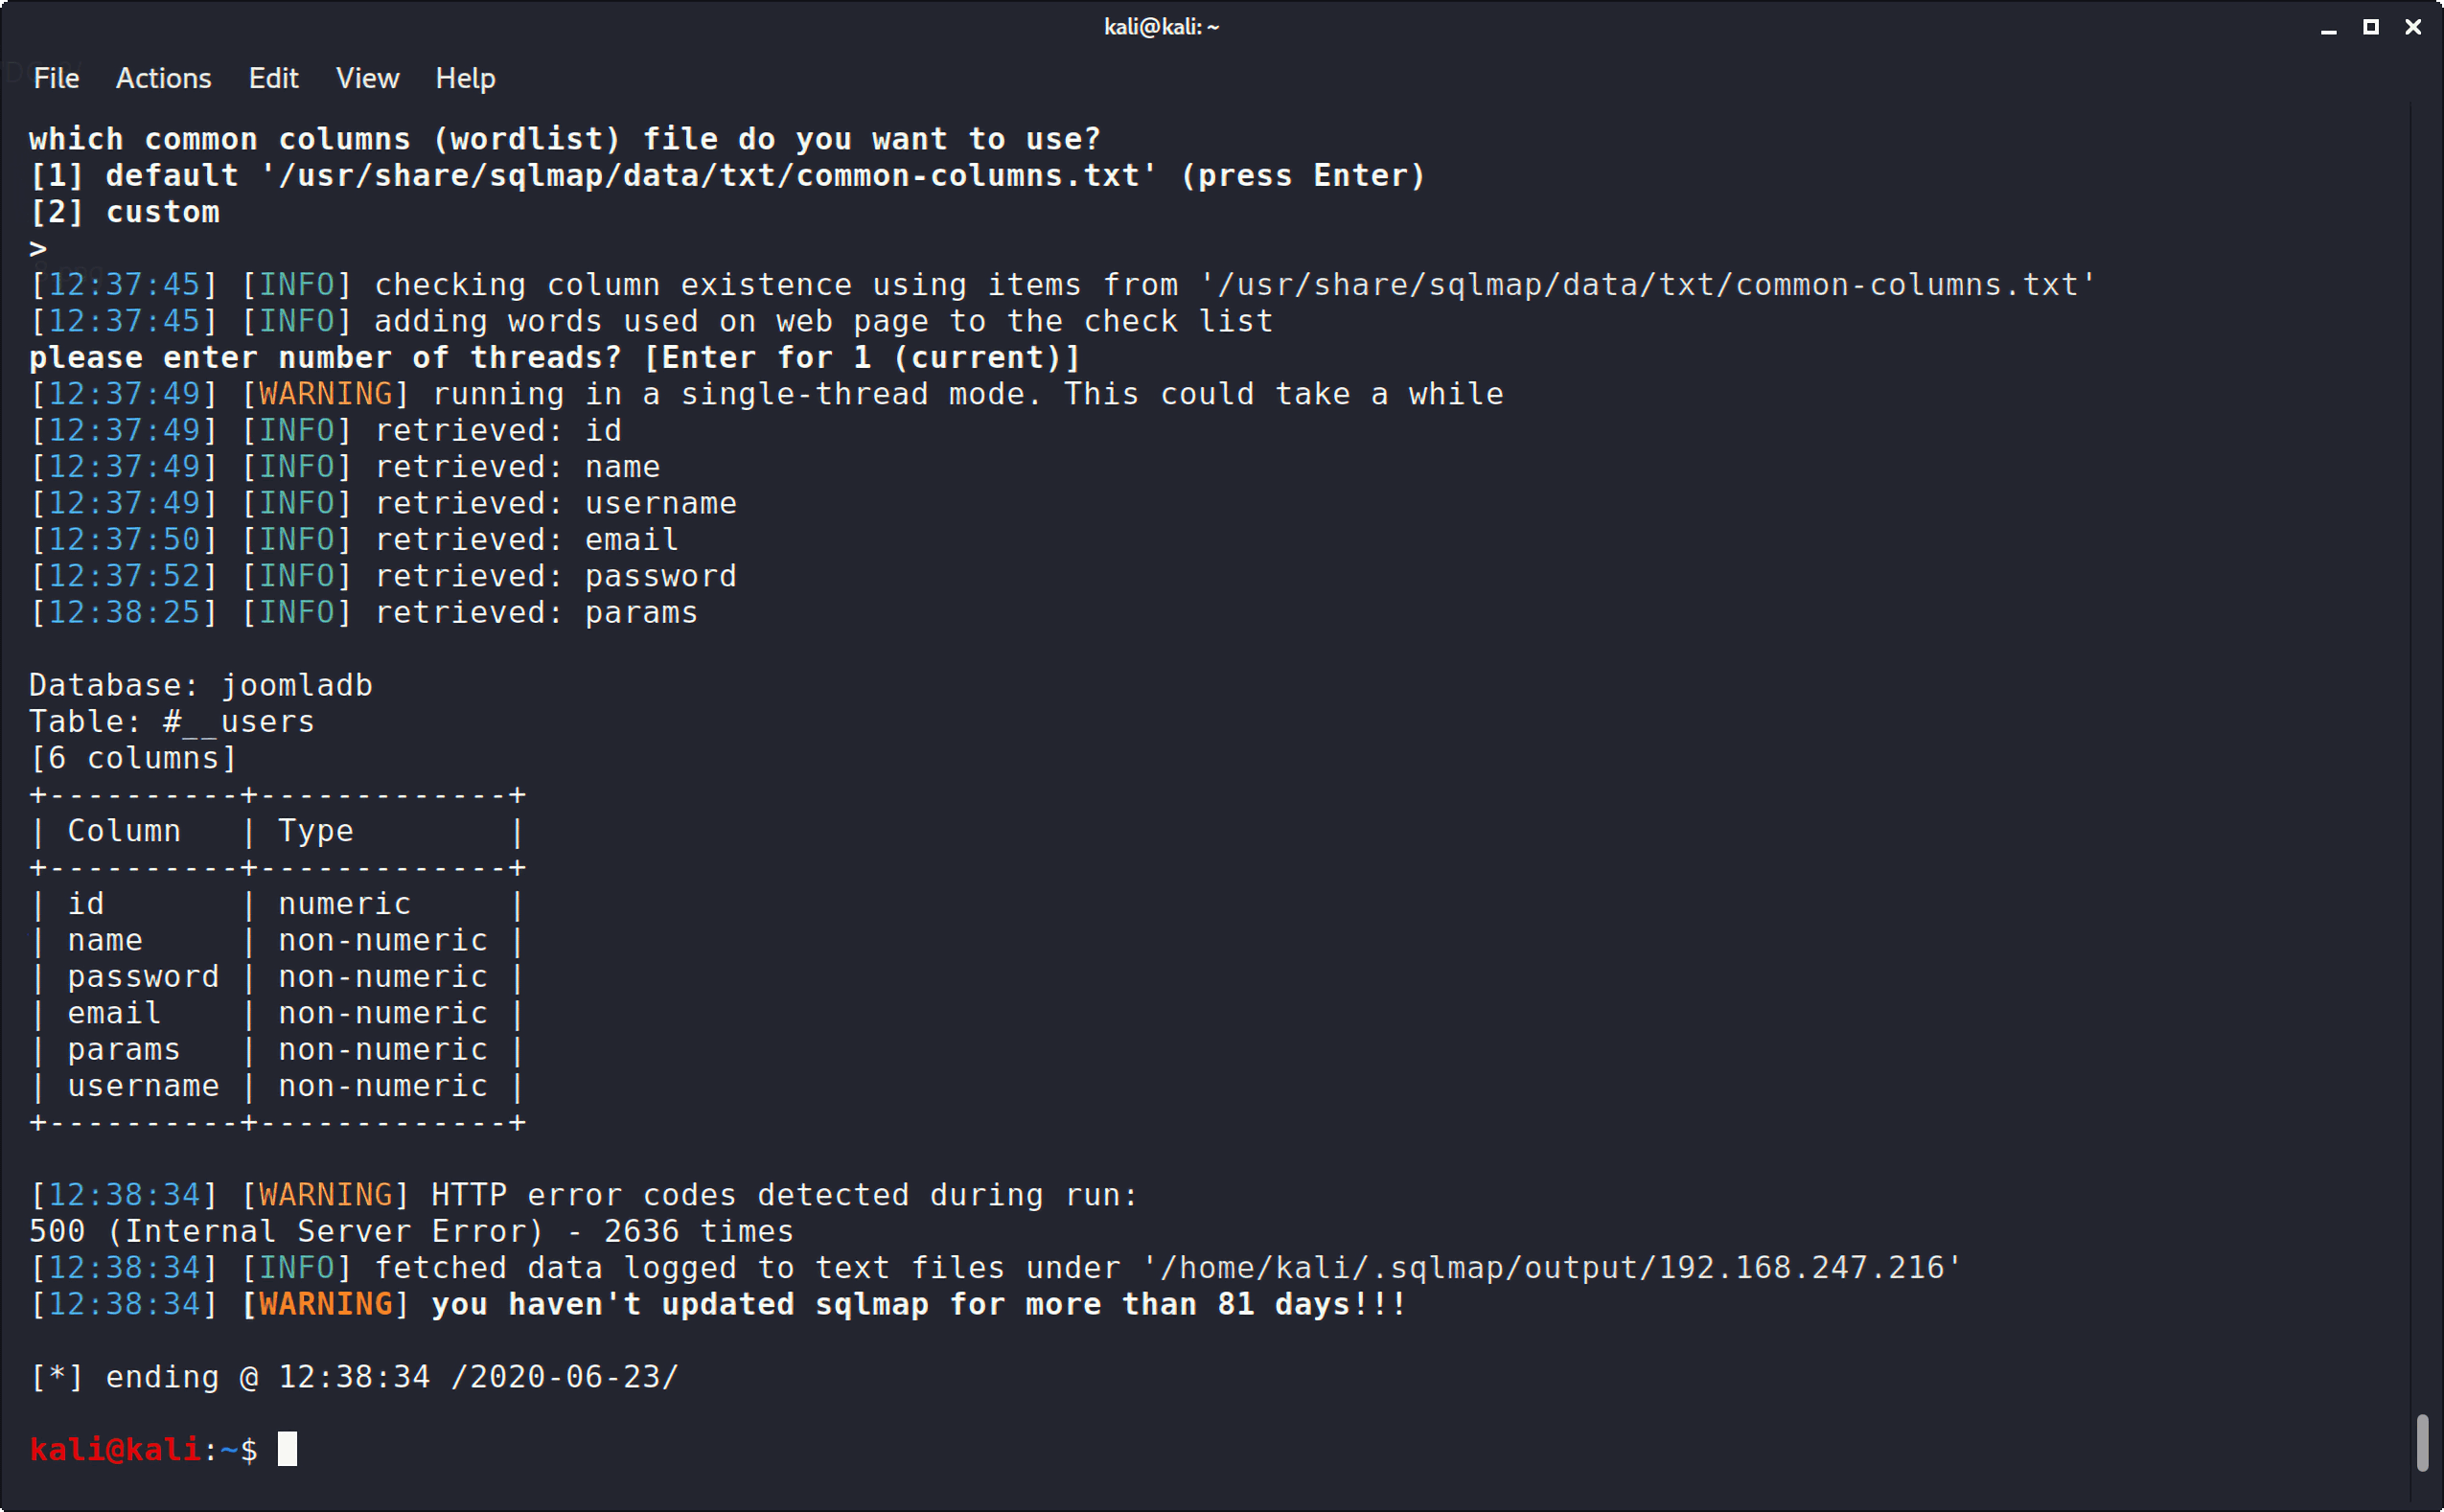 kali@kali: ~
File Actions Edit View Help
which common columns (wordlist) file do you want to use?
[1] default '/usr/share/sqlmap/data/txt/common-columns.txt' (press Enter)
[2] custom
>
[12:37:45] [INFO] checking column existence using items from '/usr/share/sqlmap/data/txt/common-columns.txt'
[12:37:45] [INFO] adding words used on web page to the check list
please enter number of threads? [Enter for 1 (current)]
[12:37:49] [WARNING] running in a single-thread mode. This could take a while
[12:37:49] [INFO] retrieved: id
[12:37:49] [INFO] retrieved: name
[12:37:49] [INFO] retrieved: username
[12:37:50] [INFO] retrieved: email
[12:37:52] [INFO] retrieved: password
[12:38:25] [INFO] retrieved: params
Database: joomladb
Table: #__users
[6 columns]
+----------+-------------+
| Column   | Type        |
+----------+-------------+
| id       | numeric     |
| name     | non-numeric |
| password | non-numeric |
| email    | non-numeric |
| params   | non-numeric |
| username | non-numeric |
+----------+-------------+
[12:38:34] [WARNING] HTTP error codes detected during run:
500 (Internal Server Error) - 2636 times
[12:38:34] [INFO] fetched data logged to text files under '/home/kali/.sqlmap/output/192.168.247.216'
[12:38:34] [WARNING] you haven't updated sqlmap for more than 81 days!!!
[*] ending @ 12:38:34 /2020-06-23/
kali@kali:~$